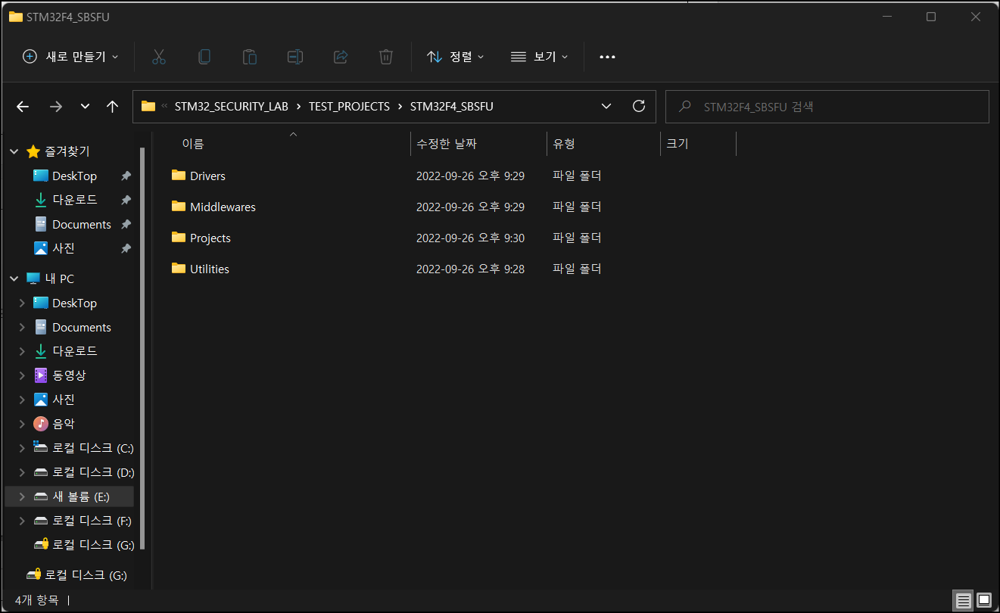 STM32F4_SBSFU
새로 만들기 정렬 보기
« STM32_SECURITY_LAB > TEST_PROJECTS > STM32F4_SBSFU STM32F4_SBSFU 검색
이름 수정한 날짜 유형 크기
Drivers 2022-09-26 오후 9:29 파일 폴더
Middlewares 2022-09-26 오후 9:29 파일 폴더
Projects 2022-09-26 오후 9:30 파일 폴더
Utilities 2022-09-26 오후 9:28 파일 폴더
즐겨찾기
DeskTop
다운로드
Documents
사진
내 PC
DeskTop
Documents
다운로드
동영상
사진
음악
로컬 디스크 (C:)
로컬 디스크 (D:)
새 볼륨 (E:)
로컬 디스크 (F:)
로컬 디스크 (G:)
로컬 디스크 (G:)
4개 항목